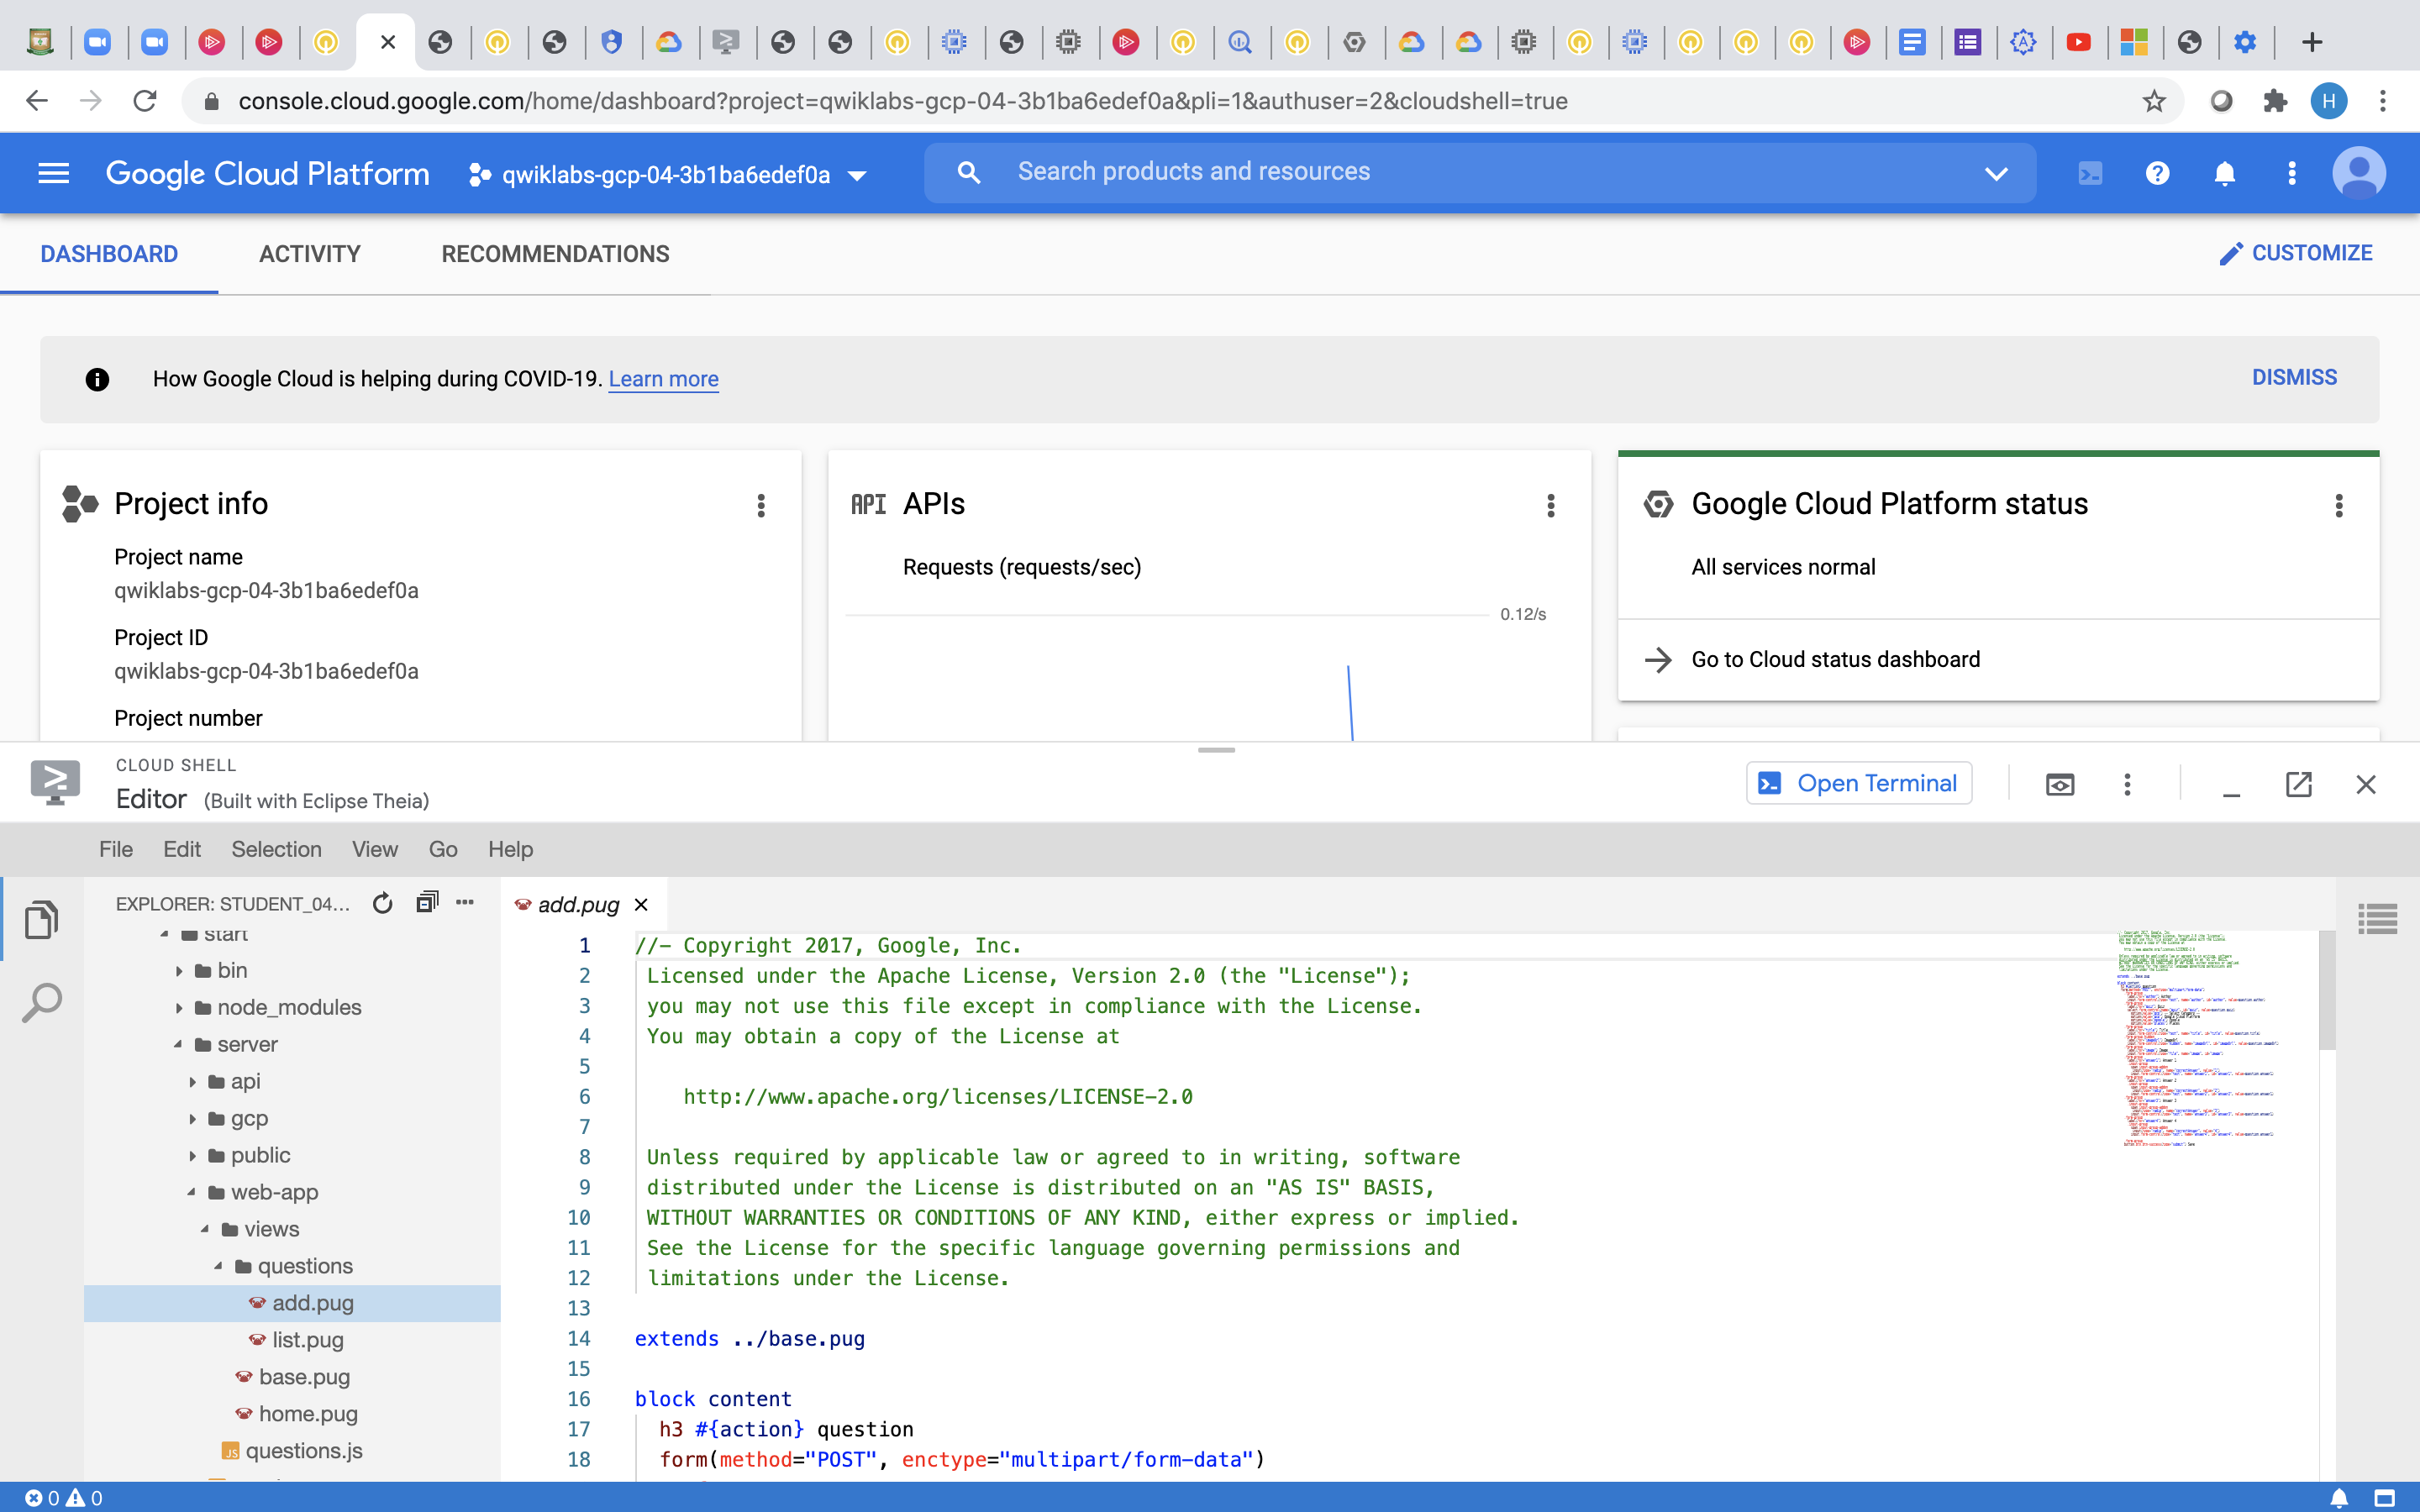 console.cloud.google.com/home/dashboard?project=qwiklabs-gcp-04-3b1ba6edef0a&pli=1&authuser=2&cloudshell=true
H
Google Cloud Platform
qwiklabs-gcp-04-3b1ba6edef0a
Search products and resources
DASHBOARD
ACTIVITY
RECOMMENDATIONS
CUSTOMIZE
How Google Cloud is helping during COVID-19. Learn more
DISMISS
Project info
Project name
qwiklabs-gcp-04-3b1ba6edef0a
Project ID
qwiklabs-gcp-04-3b1ba6edef0a
Project number
API APIs
Requests (requests/sec)
0.12/s
Google Cloud Platform status
All services normal
Go to Cloud status dashboard
CLOUD SHELL
Editor (Built with Eclipse Theia)
Open Terminal
File Edit Selection View Go Help
EXPLORER: STUDENT_04...
start
bin
node_modules
server
api
gcp
public
web-app
views
questions
add.pug
list.pug
base.pug
home.pug
JS questions.js
add.pug
1 //- Copyright 2017, Google, Inc.
2 Licensed under the Apache License, Version 2.0 (the "License");
3 you may not use this file except in compliance with the License.
4 You may obtain a copy of the License at
5
6 http://www.apache.org/licenses/LICENSE-2.0
7
8 Unless required by applicable law or agreed to in writing, software
9 distributed under the License is distributed on an "AS IS" BASIS,
10 WITHOUT WARRANTIES OR CONDITIONS OF ANY KIND, either express or implied.
11 See the License for the specific language governing permissions and
12 limitations under the License.
13
14 extends ../base.pug
15
16 block content
17 h3 #{action} question
18 form(method="POST", enctype="multipart/form-data")
0 0